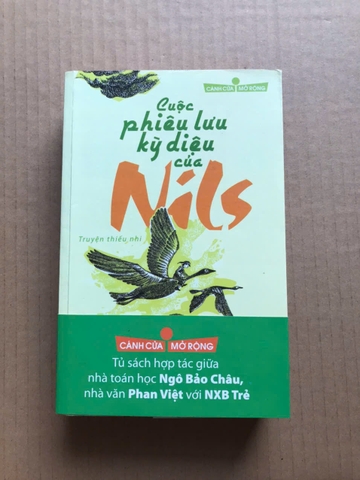 CÁNH CỬA MỞ RỘNG
Cuộc
phiêu lưu
kỳ diệu
của
Nils
Truyện thiếu nhi
CÁNH CỬA MỞ RỘNG
Tủ sách hợp tác giữa
nhà toán học Ngô Bảo Châu,
nhà văn Phan Việt với NXB Trẻ